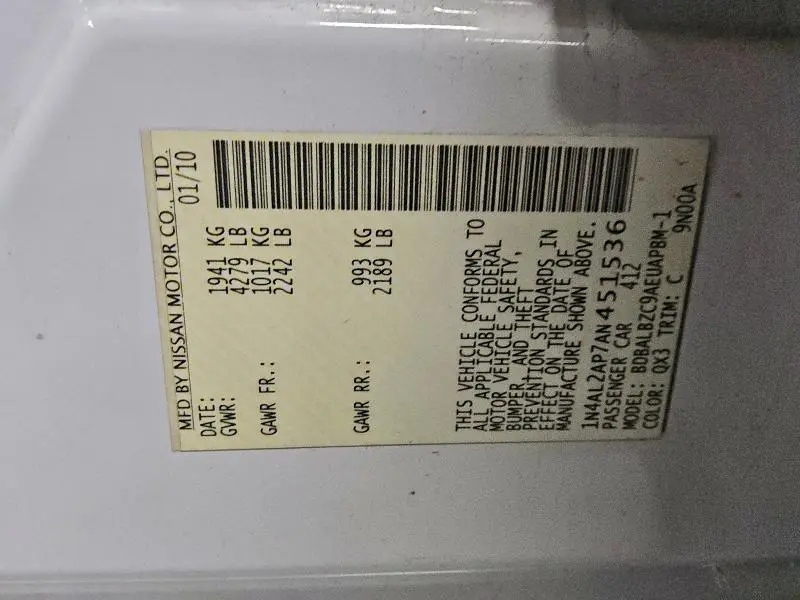 MFD BY NISSAN MOTOR CO., LTD.
DATE: 01/10
GVWR: 1941 KG
4279 LB
GAWR FR.: 1017 KG
2242 LB
GAWR RR.: 993 KG
2189 LB
THIS VEHICLE CONFORMS TO
ALL APPLICABLE FEDERAL
MOTOR VEHICLE SAFETY,
BUMPER, AND THEFT
PREVENTION STANDARDS IN
EFFECT ON THE DATE OF
MANUFACTURE SHOWN ABOVE.
1N4AL2AP7AN451536
PASSENGER CAR 412
MODEL: BDBALBZC9AEUAPBM-1
COLOR: QX3 TRIM: C 9N00A